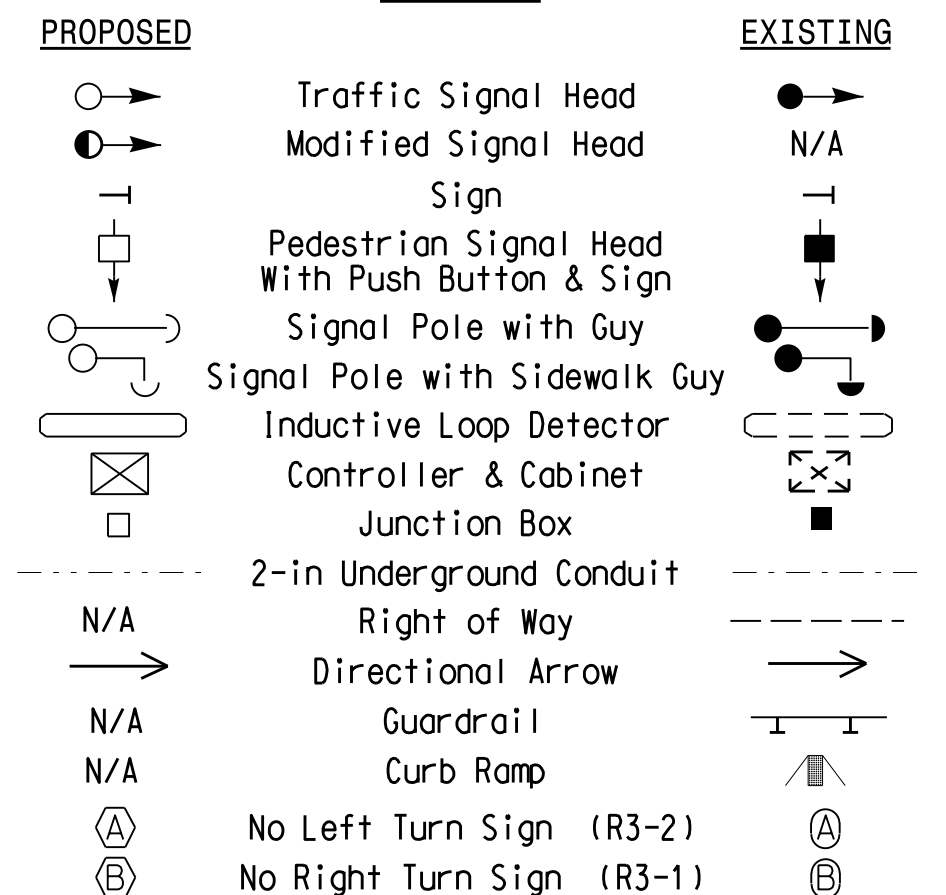 PROPOSED EXISTING
Traffic Signal Head
Modified Signal Head N/A
Sign
Pedestrian Signal Head
With Push Button & Sign
Signal Pole with Guy
Signal Pole with Sidewalk Guy
Inductive Loop Detector
Controller & Cabinet
Junction Box
2-in Underground Conduit
N/A Right of Way
Directional Arrow
N/A Guardrail
N/A Curb Ramp
A No Left Turn Sign (R3-2) A
B No Right Turn Sign (R3-1) B